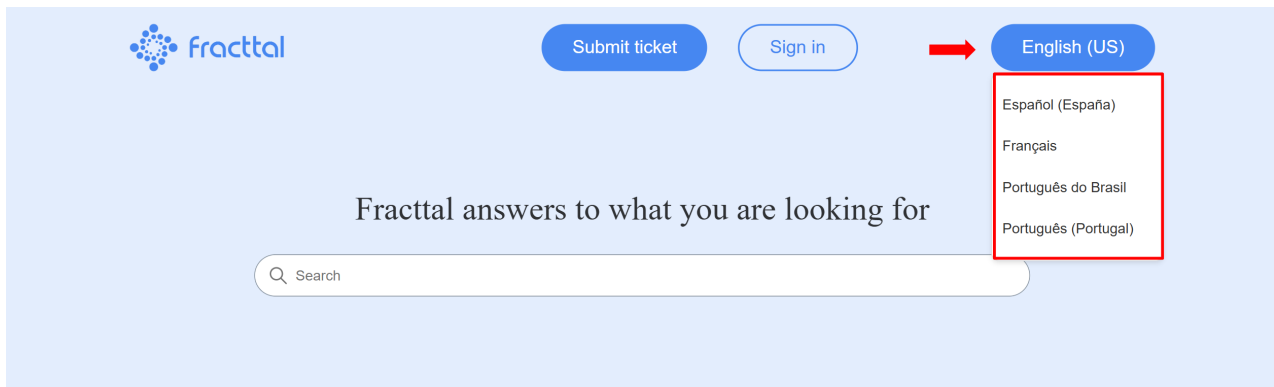 fracttal
Submit ticket
Sign in
English (US)
Español (España)
Français
Português do Brasil
Português (Portugal)
Fracttal answers to what you are looking for
Search